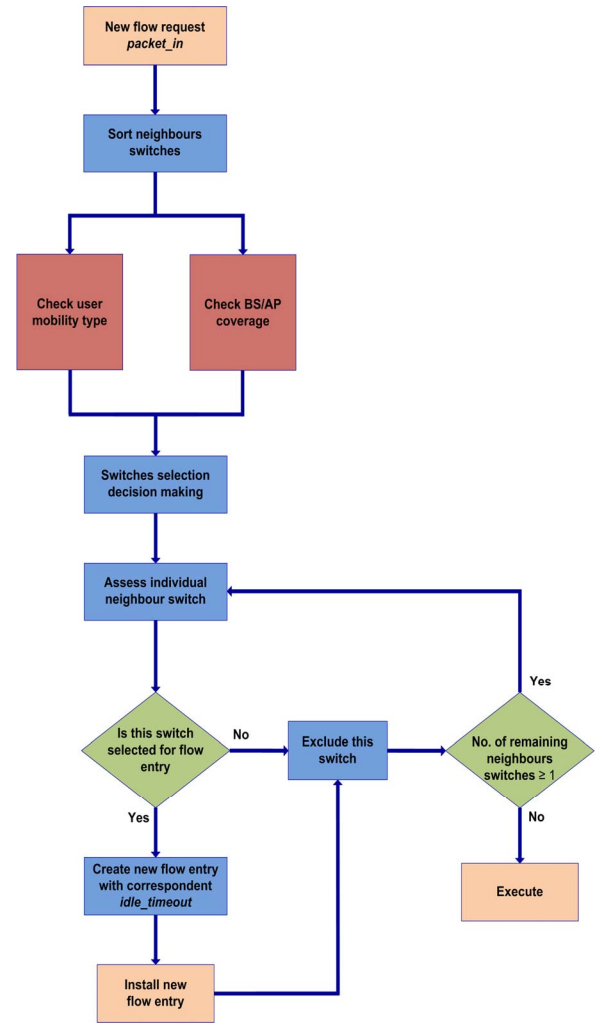 New flow request
packet_in
Sort neighbours
switches
Check user
mobility type
Check BS/AP
coverage
Switches selection
decision making
Assess individual
neighbour switch
Yes
Is this switch
selected for flow
entry
No
Exclude this
switch
No. of remaining
neighbours
switches ≥ 1
Yes
No
Create new flow entry
with correspondent
idle_timeout
Execute
Install new
flow entry